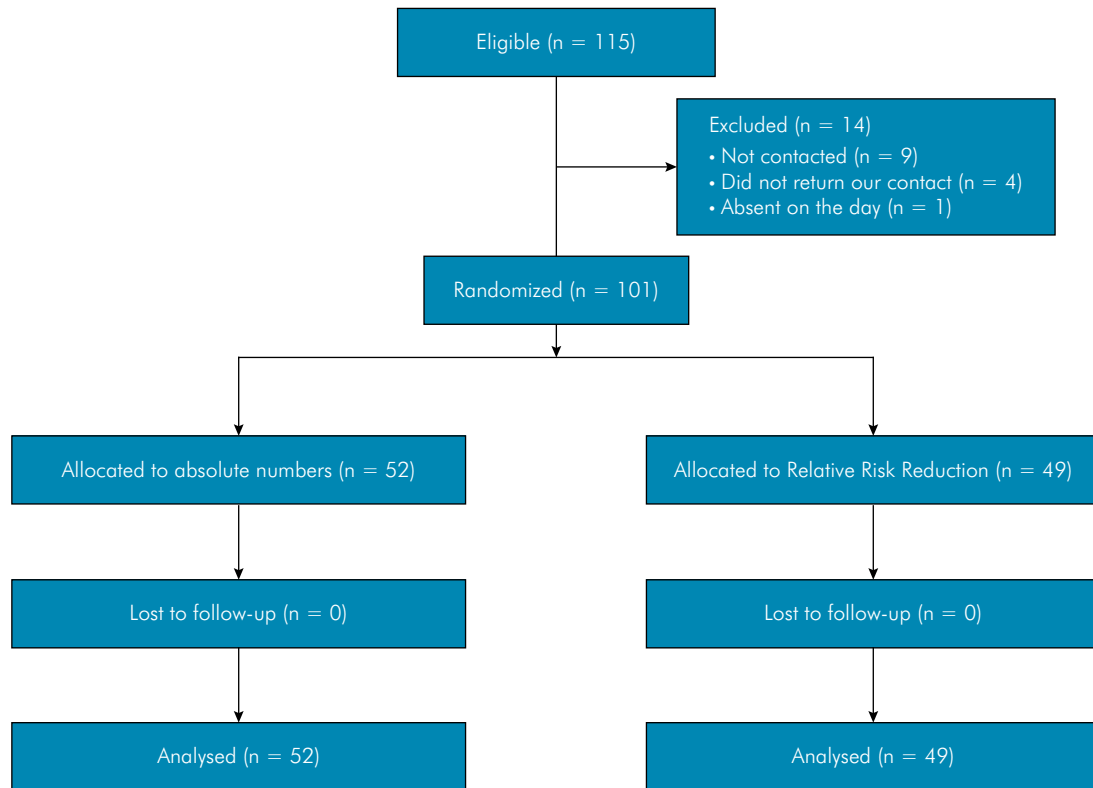 Eligible (n = 115)
Excluded (n = 14)
• Not contacted (n = 9)
• Did not return our contact (n = 4)
• Absent on the day (n = 1)
Randomized (n = 101)
Allocated to absolute numbers (n = 52)
Allocated to Relative Risk Reduction (n = 49)
Lost to follow-up (n = 0)
Lost to follow-up (n = 0)
Analysed (n = 52)
Analysed (n = 49)